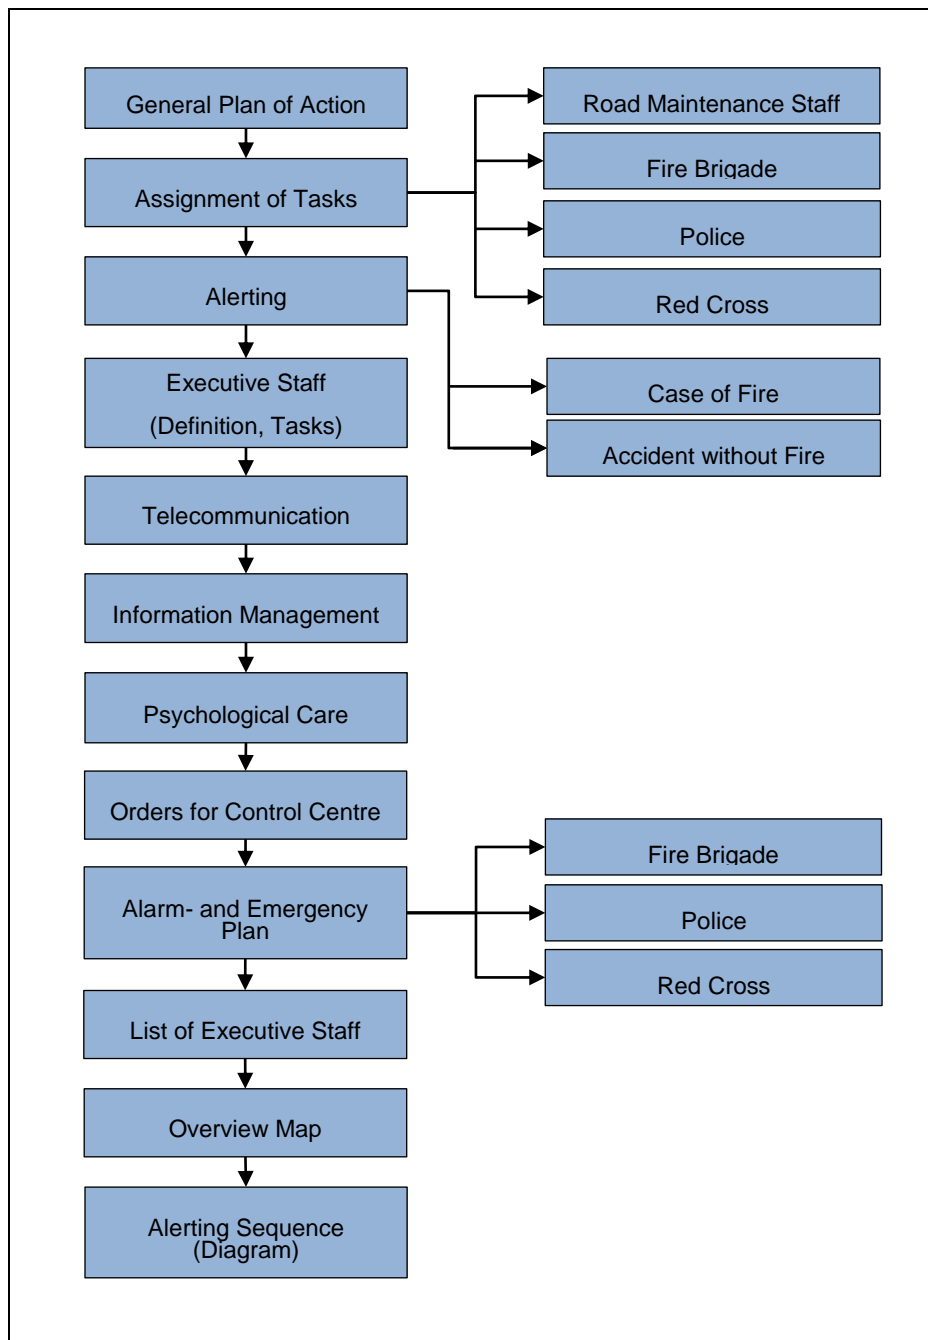 General Plan of Action
Road Maintenance Staff
Fire Brigade
Assignment of Tasks
Police
Red Cross
Alerting
Case of Fire
Accident without Fire
Executive Staff
(Definition, Tasks)
Telecommunication
Information Management
Psychological Care
Orders for Control Centre
Alarm- and Emergency
Plan
Fire Brigade
Police
Red Cross
List of Executive Staff
Overview Map
Alerting Sequence
(Diagram)